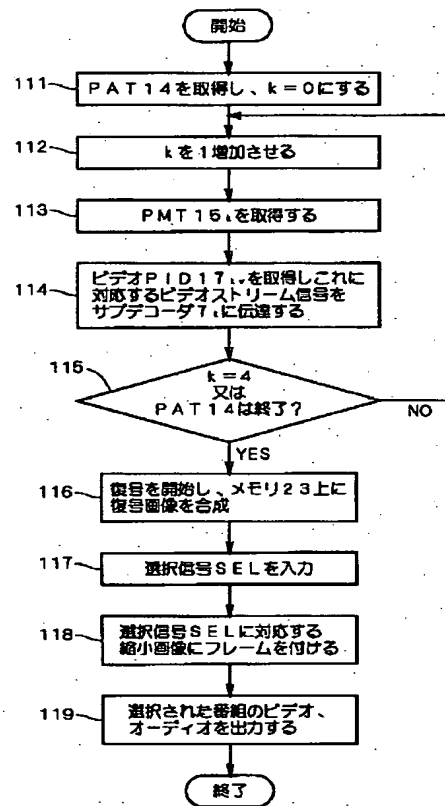 開始
111
PAT14を取得し、k=0にする
112
kを1増加させる
113
PMT15kを取得する
114
ビデオPID17kvを取得しこれに
対応するビデオストリーム信号を
サブデコーダ7kに伝達する
115
k=4
又は
PAT14は終了?
NO
YES
116
復号を開始し、メモリ23上に
復号画像を合成
117
選択信号SELを入力
118
選択信号SELに対応する
縮小画像にフレームを付ける
119
選択された番組のビデオ、
オーディオを出力する
終了